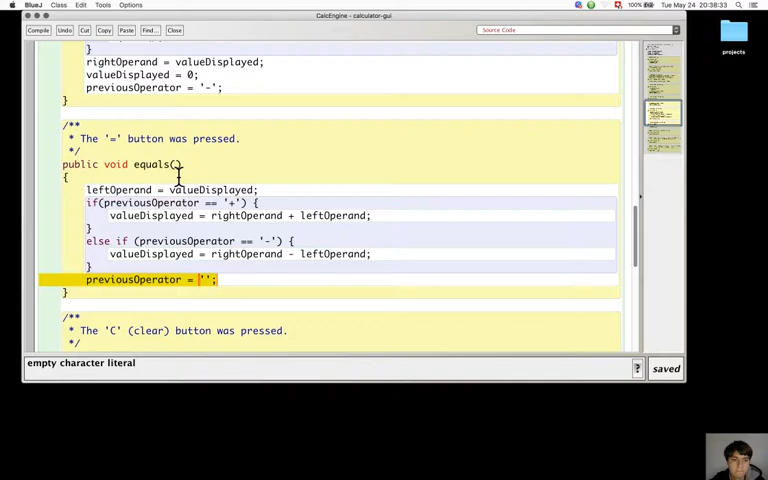 BlueJ Class Edit Tools Options 100% Tue May 24 20:38:33
CalcEngine - calculator-gui
Compile Undo Cut Copy Paste Find... Close Source Code
}
rightOperand = valueDisplayed;
valueDisplayed = 0;
previousOperator = '-';
}
/**
* The '=' button was pressed.
*/
public void equals()
{
leftOperand = valueDisplayed;
if(previousOperator == '+') {
valueDisplayed = rightOperand + leftOperand;
}
else if (previousOperator == '-') {
valueDisplayed = rightOperand - leftOperand;
}
previousOperator = '';
}
/**
* The 'C' (clear) button was pressed.
*/
empty character literal
? saved
projects